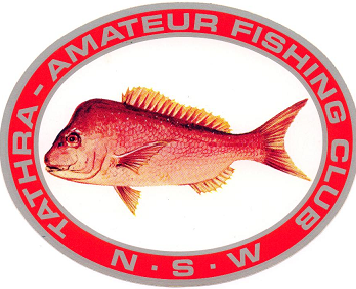 TATHRA - AMATEUR FISHING CLUB
N · S · W